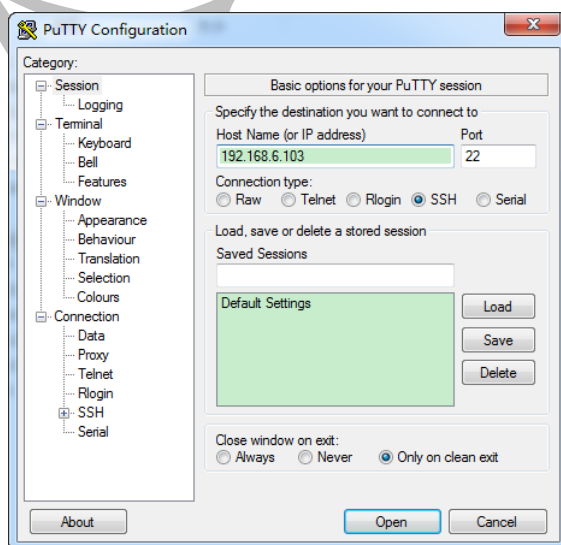 PuTTY Configuration
Category:
Session
Logging
Terminal
Keyboard
Bell
Features
Window
Appearance
Behaviour
Translation
Selection
Colours
Connection
Data
Proxy
Telnet
Rlogin
SSH
Serial
Basic options for your PuTTY session
Specify the destination you want to connect to
Host Name (or IP address) Port
192.168.6.103 22
Connection type:
Raw Telnet Rlogin SSH Serial
Load, save or delete a stored session
Saved Sessions
Default Settings
Load
Save
Delete
Close window on exit:
Always Never Only on clean exit
About Open Cancel